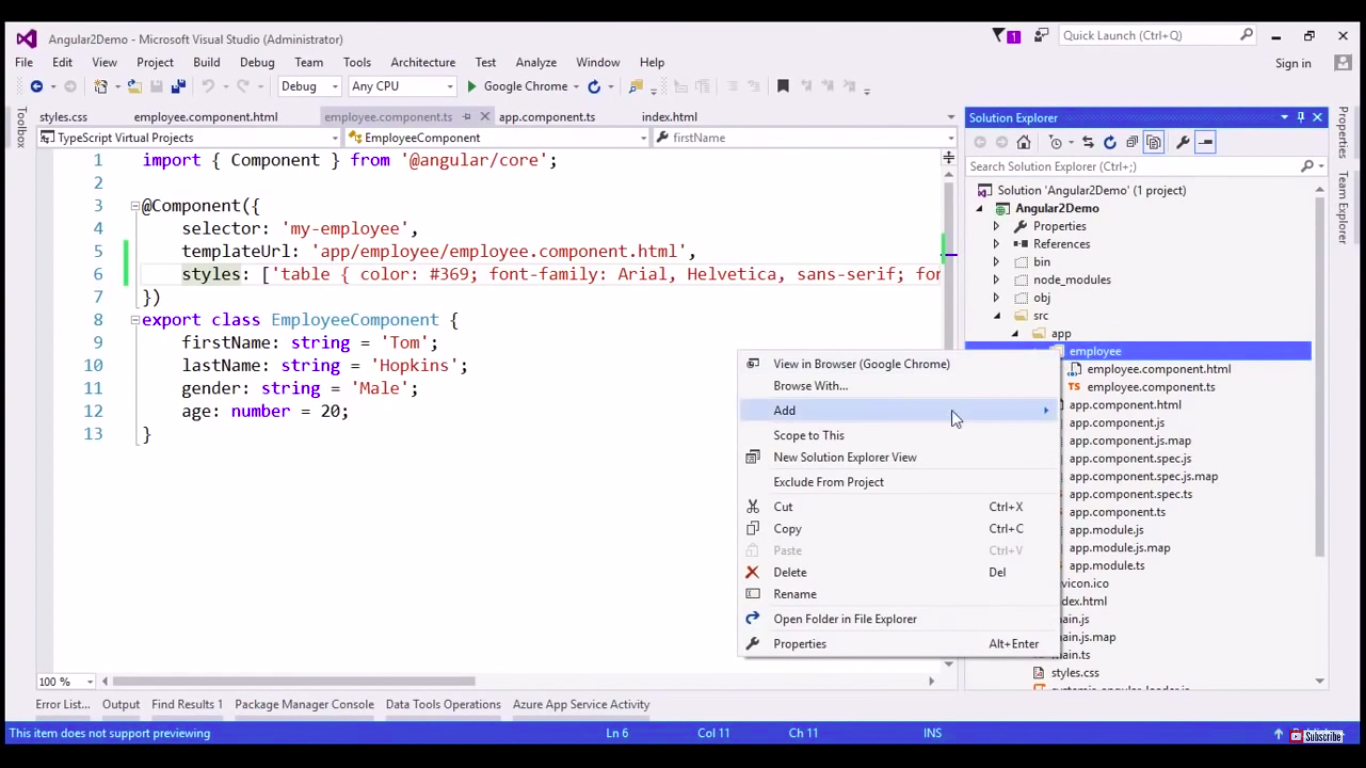 Angular2Demo - Microsoft Visual Studio (Administrator)
1
Quick Launch (Ctrl+Q)
File Edit View Project Build Debug Team Tools Architecture Test Analyze Window Help
Sign in
Debug Any CPU Google Chrome
Toolbox
styles.css employee.component.html employee.component.ts app.component.ts index.html
TypeScript Virtual Projects EmployeeComponent firstName
1 import { Component } from '@angular/core';
2
3 @Component({
4 selector: 'my-employee',
5 templateUrl: 'app/employee/employee.component.html',
6 styles: ['table { color: #369; font-family: Arial, Helvetica, sans-serif; fon
7 })
8 export class EmployeeComponent {
9 firstName: string = 'Tom';
10 lastName: string = 'Hopkins';
11 gender: string = 'Male';
12 age: number = 20;
13 }
View in Browser (Google Chrome)
Browse With...
Add
Scope to This
New Solution Explorer View
Exclude From Project
Cut Ctrl+X
Copy Ctrl+C
Paste Ctrl+V
Delete Del
Rename
Open Folder in File Explorer
Properties Alt+Enter
Solution Explorer
Search Solution Explorer (Ctrl+;)
Solution 'Angular2Demo' (1 project)
Angular2Demo
Properties
References
bin
node_modules
obj
src
app
employee
employee.component.html
employee.component.ts
app.component.html
app.component.js
app.component.js.map
app.component.spec.js
app.component.spec.js.map
app.component.spec.ts
app.component.ts
app.module.js
app.module.js.map
app.module.ts
vicon.ico
dex.html
ain.js
ain.js.map
main.ts
styles.css
Properties
Team Explorer
100 %
Error List... Output Find Results 1 Package Manager Console Data Tools Operations Azure App Service Activity
This item does not support previewing Ln 6 Col 11 Ch 11 INS
Subscribe